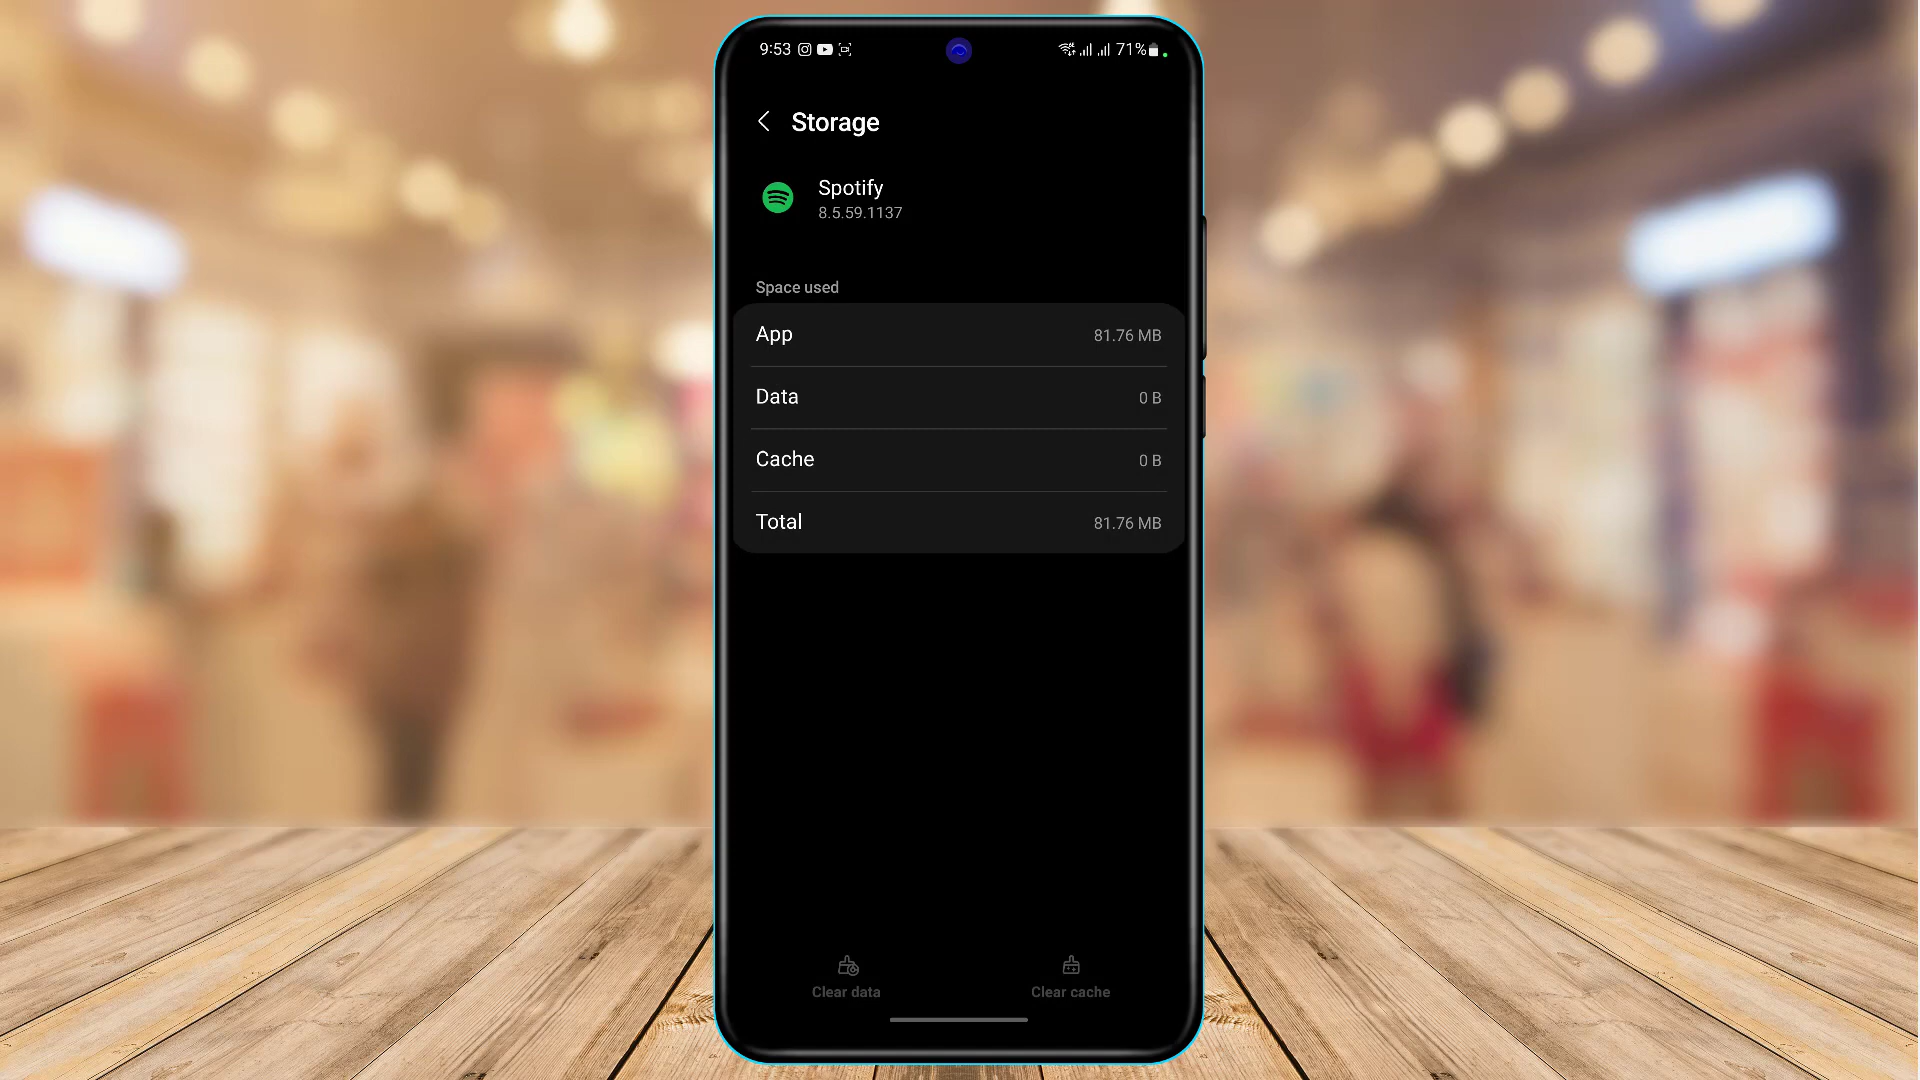 9:53 71%
Storage
Spotify
8.5.59.1137
Space used
App 81.76 MB
Data 0 B
Cache 0 B
Total 81.76 MB
Clear data Clear cache